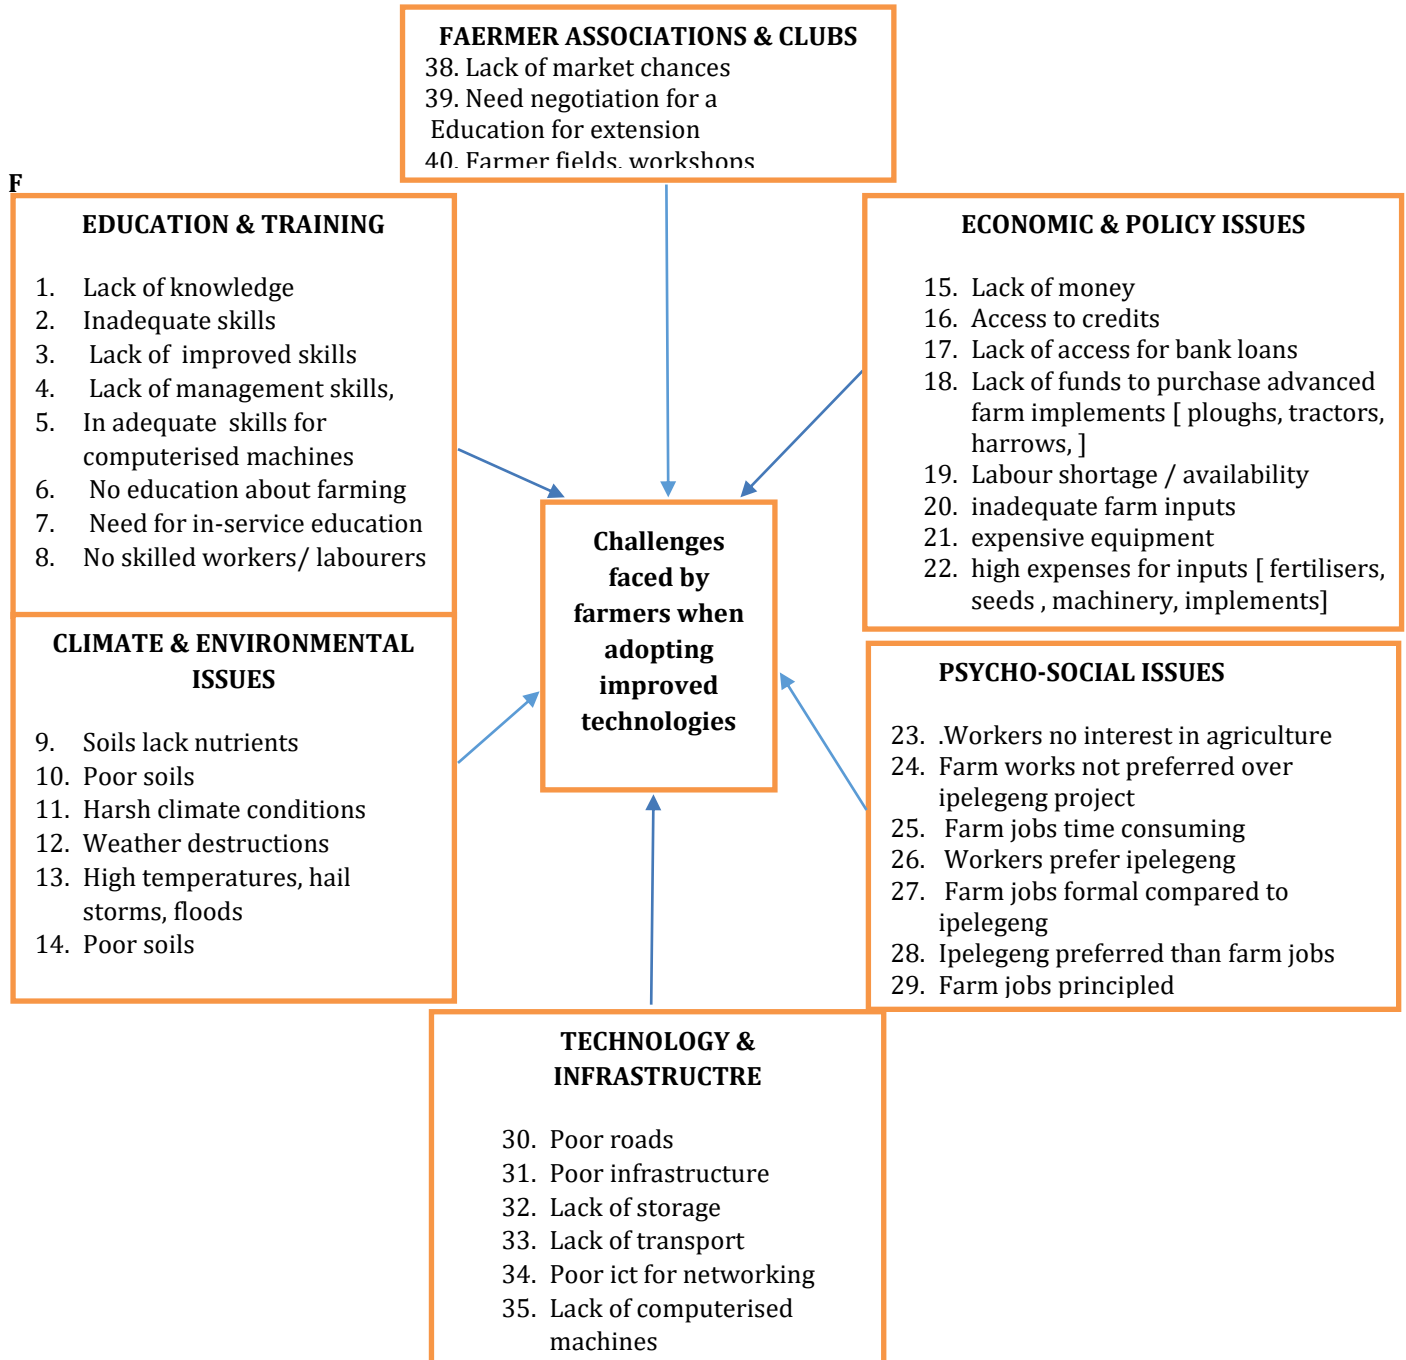 FAERMER ASSOCIATIONS & CLUBS
38. Lack of market chances
39. Need negotiation for a
Education for extension
40. Farmer fields, workshops
F
EDUCATION & TRAINING
1. Lack of knowledge
2. Inadequate skills
3. Lack of improved skills
4. Lack of management skills,
5. In adequate skills for
computerised machines
6. No education about farming
7. Need for in-service education
8. No skilled workers/ labourers
ECONOMIC & POLICY ISSUES
15. Lack of money
16. Access to credits
17. Lack of access for bank loans
18. Lack of funds to purchase advanced
farm implements [ ploughs, tractors,
harrows, ]
19. Labour shortage / availability
20. inadequate farm inputs
21. expensive equipment
22. high expenses for inputs [ fertilisers,
seeds , machinery, implements]
Challenges
faced by
farmers when
adopting
improved
technologies
CLIMATE & ENVIRONMENTAL
ISSUES
9. Soils lack nutrients
10. Poor soils
11. Harsh climate conditions
12. Weather destructions
13. High temperatures, hail
storms, floods
14. Poor soils
PSYCHO-SOCIAL ISSUES
23. .Workers no interest in agriculture
24. Farm works not preferred over
ipelegeng project
25. Farm jobs time consuming
26. Workers prefer ipelegeng
27. Farm jobs formal compared to
ipelegeng
28. Ipelegeng preferred than farm jobs
29. Farm jobs principled
TECHNOLOGY &
INFRASTRUCTRE
30. Poor roads
31. Poor infrastructure
32. Lack of storage
33. Lack of transport
34. Poor ict for networking
35. Lack of computerised
machines